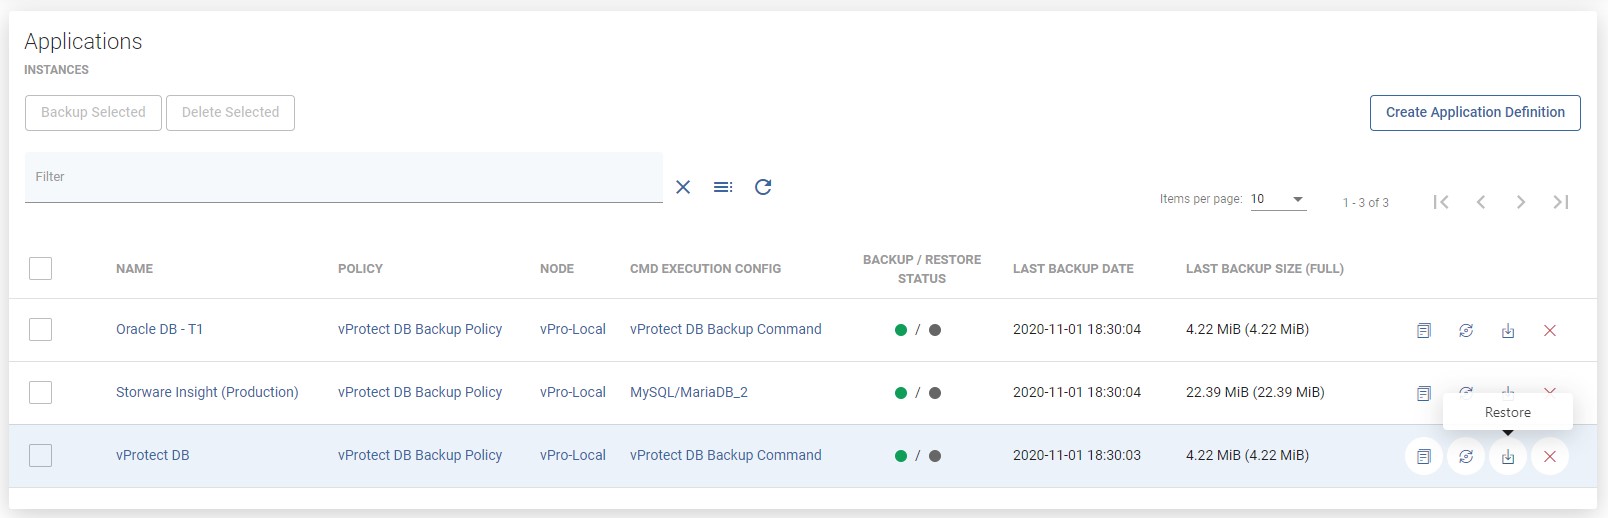 Applications
INSTANCES
Backup Selected Delete Selected Create Application Definition
Filter
Items per page: 10 1 - 3 of 3
NAME POLICY NODE CMD EXECUTION CONFIG BACKUP / RESTORE STATUS LAST BACKUP DATE LAST BACKUP SIZE (FULL)
Oracle DB - T1 vProtect DB Backup Policy vPro-Local vProtect DB Backup Command / 2020-11-01 18:30:04 4.22 MiB (4.22 MiB)
Storware Insight (Production) vProtect DB Backup Policy vPro-Local MySQL/MariaDB_2 / 2020-11-01 18:30:04 22.39 MiB (22.39 MiB)
Restore
vProtect DB vProtect DB Backup Policy vPro-Local vProtect DB Backup Command / 2020-11-01 18:30:03 4.22 MiB (4.22 MiB)